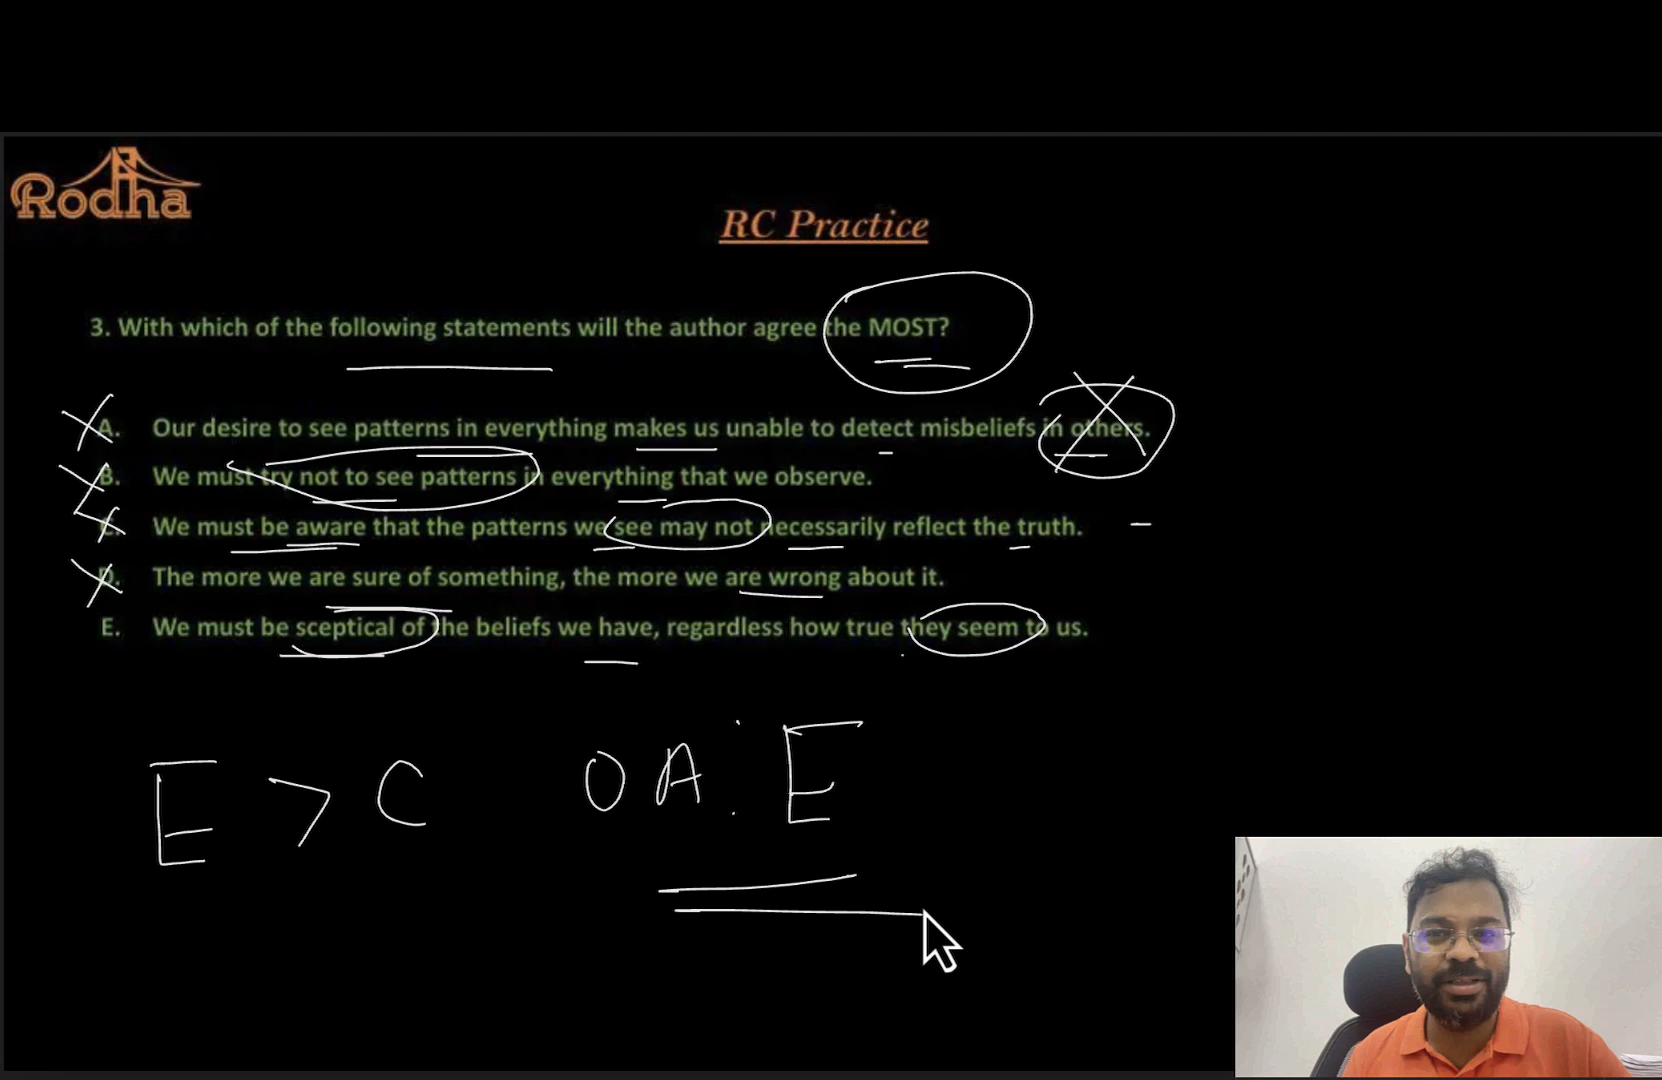 Rodha
RC Practice
3. With which of the following statements will the author agree the MOST?
A. Our desire to see patterns in everything makes us unable to detect misbeliefs in others.
B. We must try not to see patterns in everything that we observe.
C. We must be aware that the patterns we see may not necessarily reflect the truth.
D. The more we are sure of something, the more we are wrong about it.
E. We must be sceptical of the beliefs we have, regardless how true they seem to us.
E > C OA: E